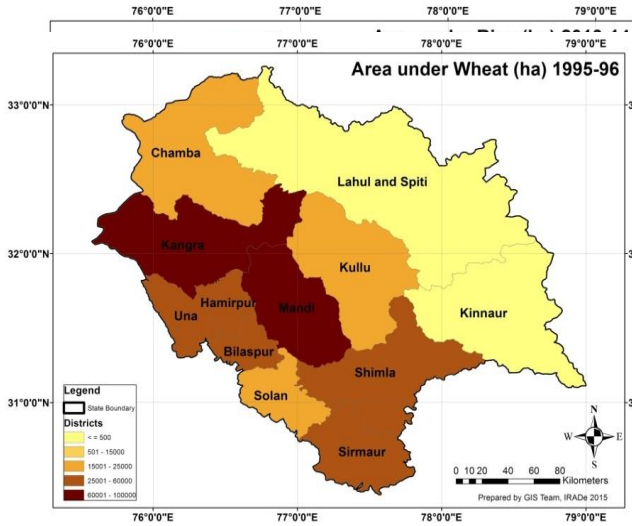 76°0'0"E 77°0'0"E 78°0'0"E 79°0'0"E
76°0'0"E 77°0'0"E 78°0'0"E 79°0'0"E
Area under Wheat (ha) 1995-96
33°0'0"N
Chamba
Lahul and Spiti
32°0'0"N
Kangra
Kullu
Mandi
Hamirpur
Una
Kinnaur
Bilaspur
Shimla
Solan
31°0'0"N
Sirmaur
Legend
State Boundary
Districts
< = 500
501 - 15000
15001 - 25000
25001 - 60000
60001 - 100000
N
W E
S
0 10 20 40 60 80
Kilometers
Prepared by GIS Team, IRADe 2015
76°0'0"E 77°0'0"E 78°0'0"E 79°0'0"E